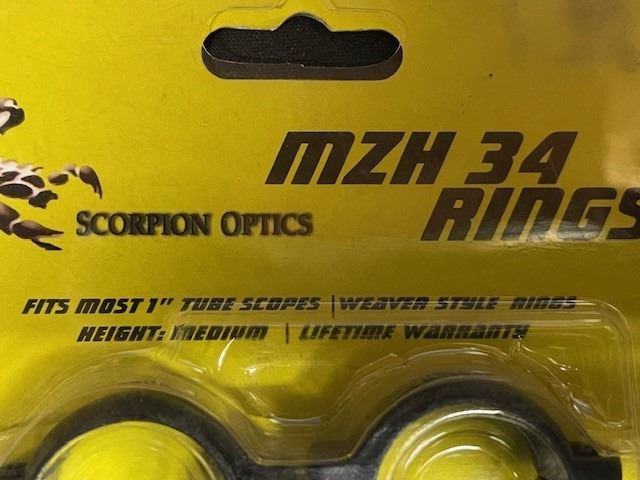 MZH 34
RINGS
SCORPION OPTICS
FITS MOST 1" TUBE SCOPES | WEAVER STYLE RINGS
HEIGHT: MEDIUM | LIFETIME WARRANTY